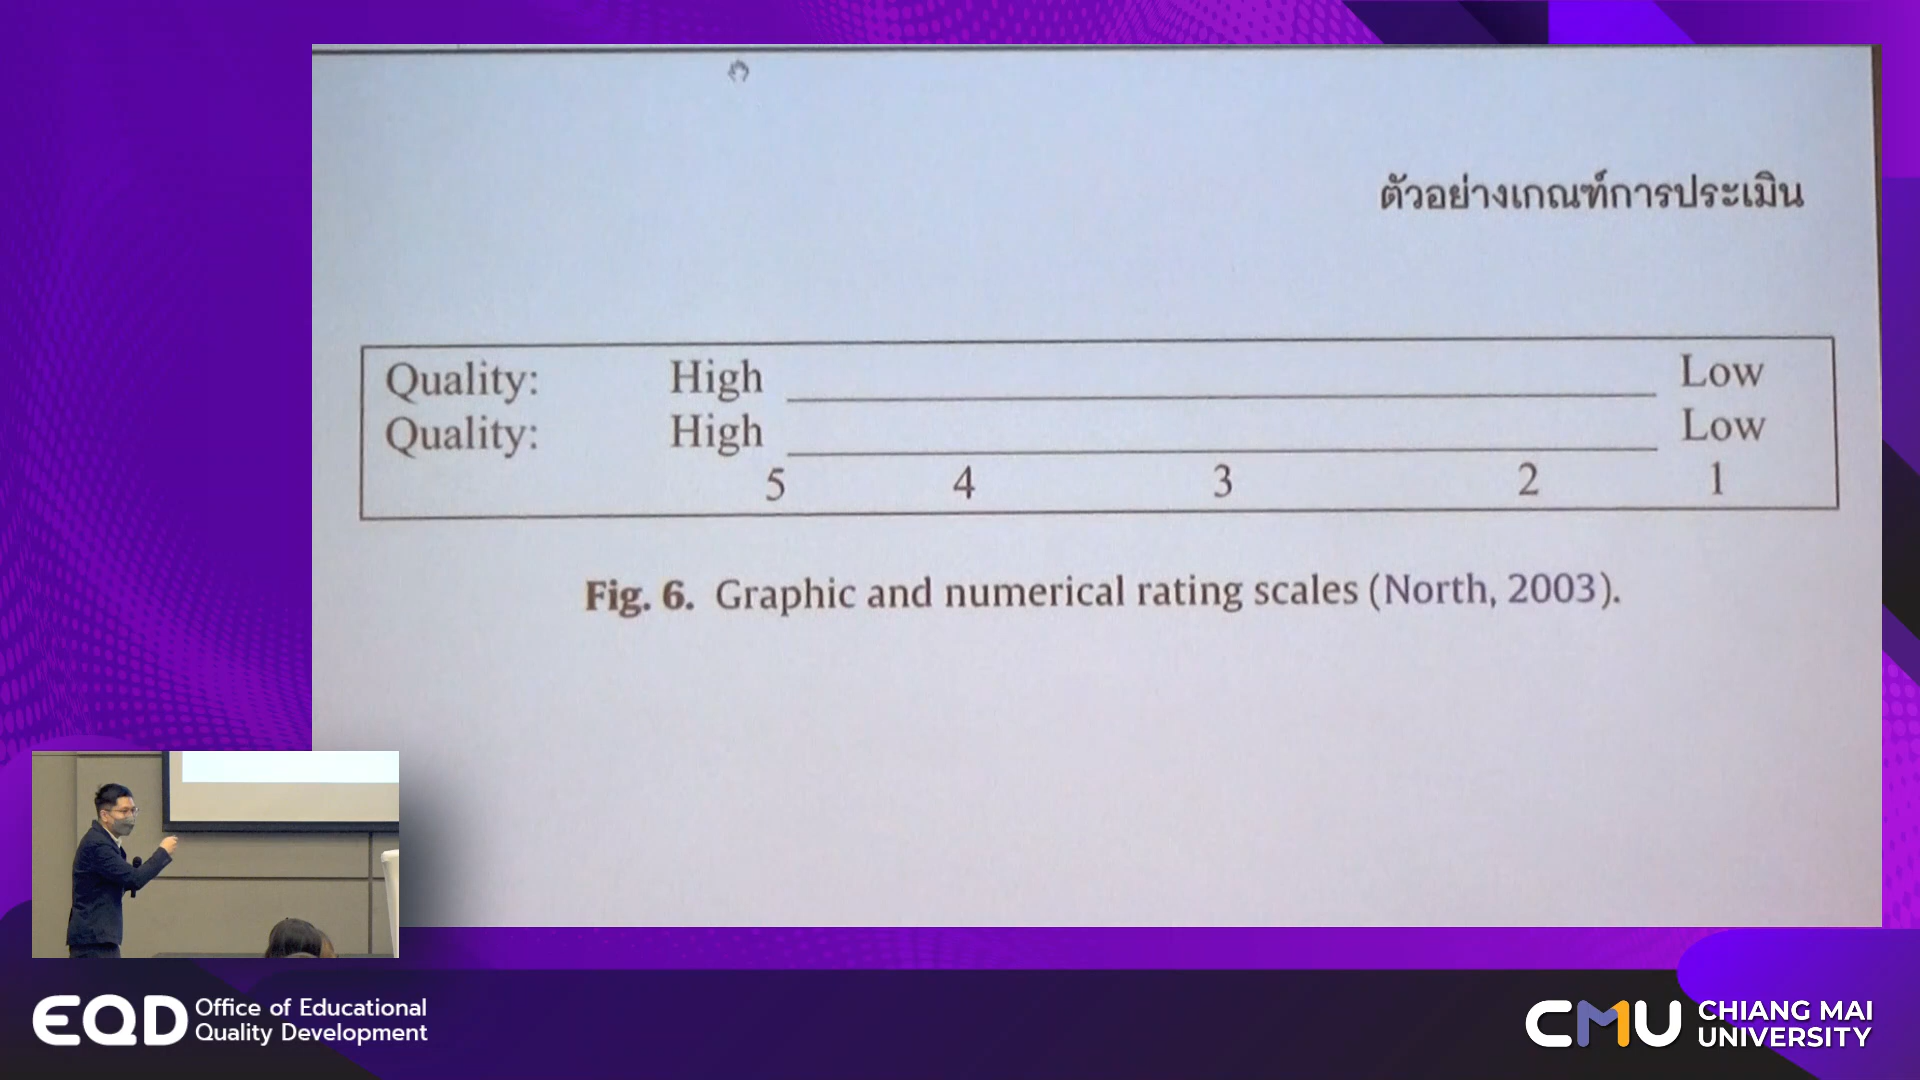 ตัวอย่างเกณฑ์การประเมิน
Quality: High Low
Quality: High Low
5 4 3 2 1
Fig. 6. Graphic and numerical rating scales (North, 2003).
EQD Office of Educational
Quality Development
CMU CHIANG MAI
UNIVERSITY